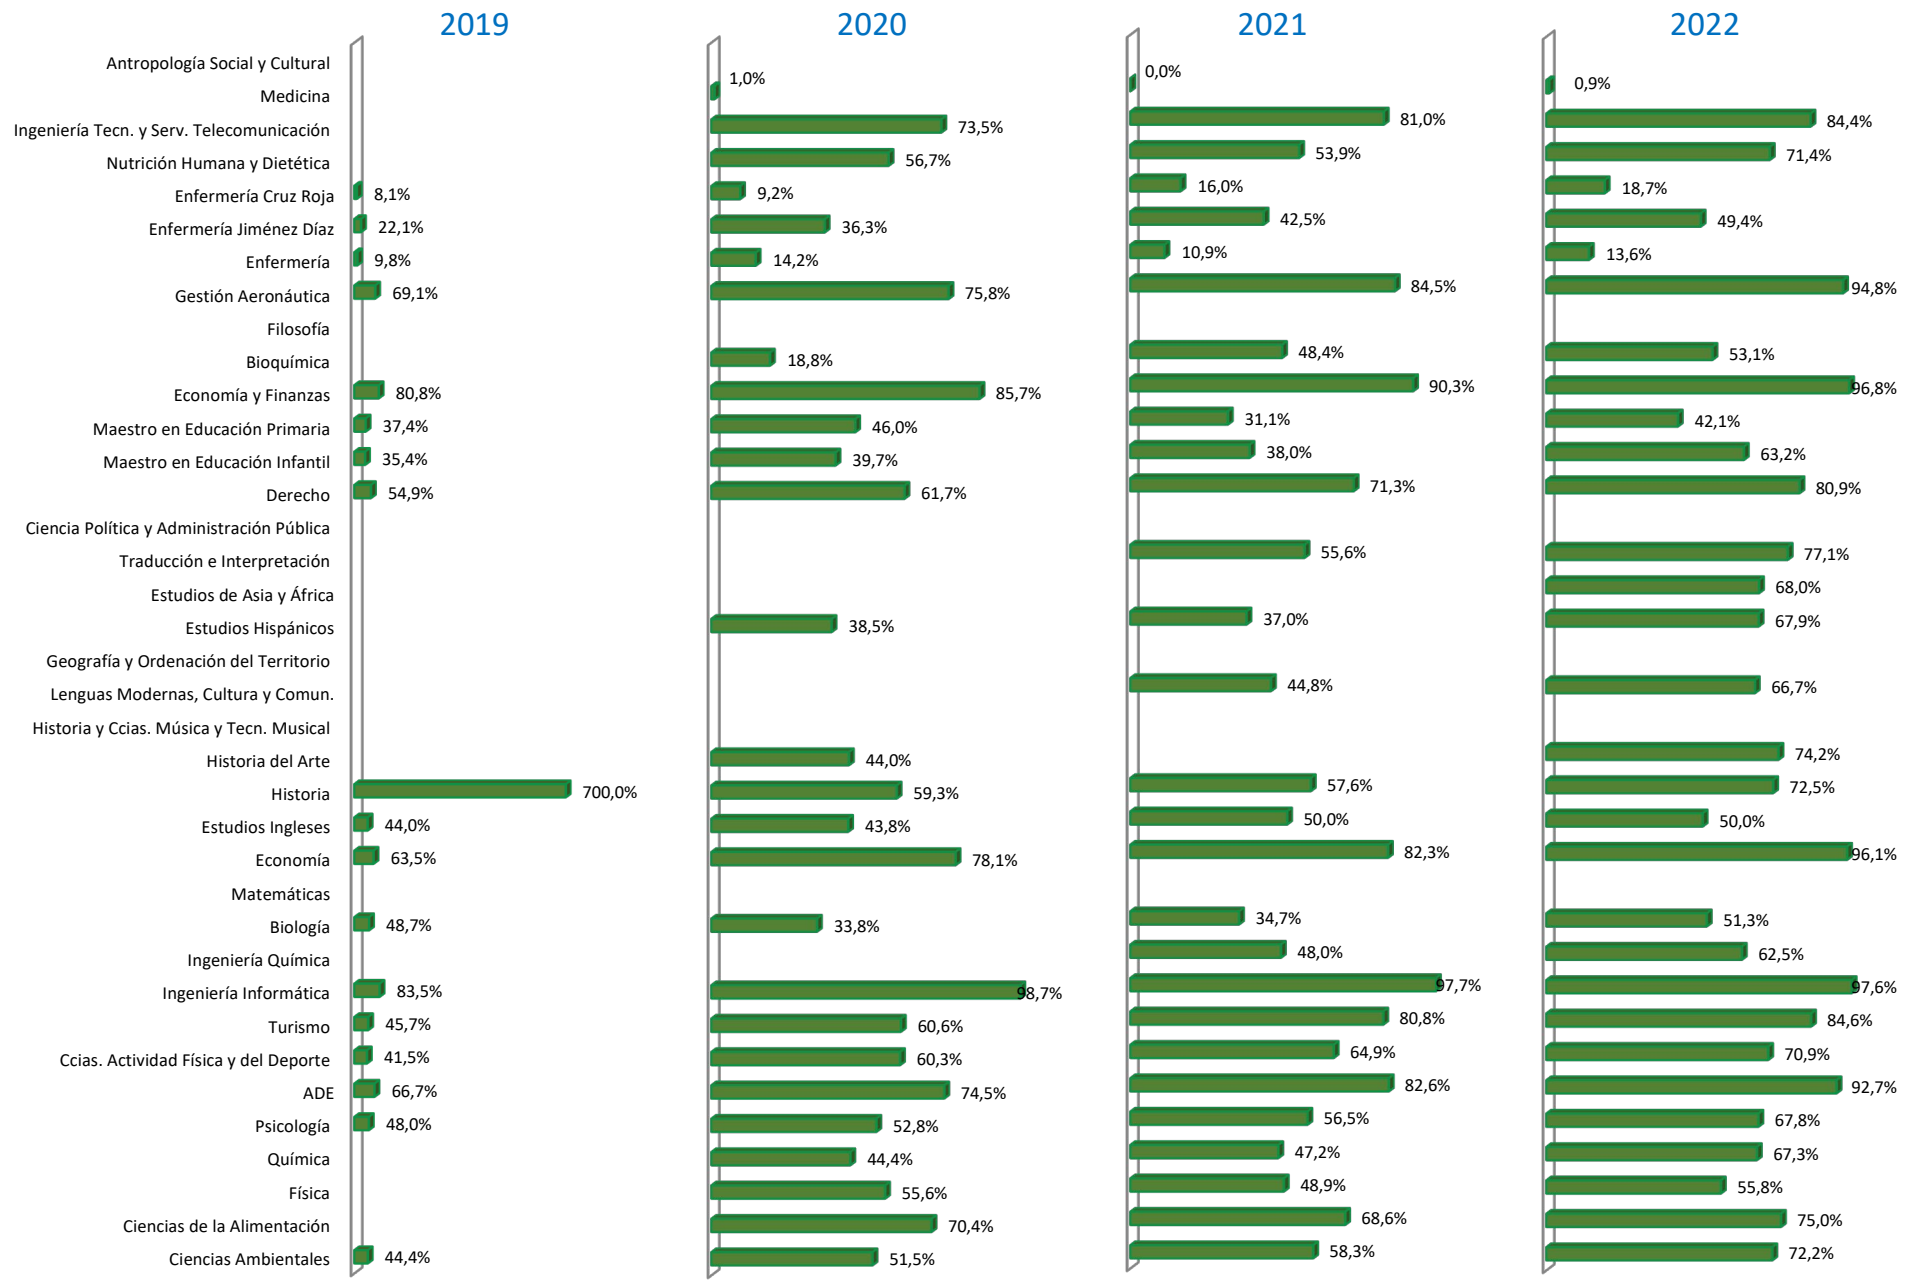 2019 2020 2021 2022
Antropología Social y Cultural
Medicina 1,0% 0,0% 0,9%
Ingeniería Tecn. y Serv. Telecomunicación 73,5% 81,0% 84,4%
Nutrición Humana y Dietética 56,7% 53,9% 71,4%
Enfermería Cruz Roja 8,1% 9,2% 16,0% 18,7%
Enfermería Jiménez Díaz 22,1% 36,3% 42,5% 49,4%
Enfermería 9,8% 14,2% 10,9% 13,6%
Gestión Aeronáutica 69,1% 75,8% 84,5% 94,8%
Filosofía
Bioquímica 18,8% 48,4% 53,1%
Economía y Finanzas 80,8% 85,7% 90,3% 96,8%
Maestro en Educación Primaria 37,4% 46,0% 31,1% 42,1%
Maestro en Educación Infantil 35,4% 39,7% 38,0% 63,2%
Derecho 54,9% 61,7% 71,3% 80,9%
Ciencia Política y Administración Pública
Traducción e Interpretación 55,6% 77,1%
Estudios de Asia y África 68,0%
Estudios Hispánicos 38,5% 37,0% 67,9%
Geografía y Ordenación del Territorio
Lenguas Modernas, Cultura y Comun. 44,8% 66,7%
Historia y Ccias. Música y Tecn. Musical
Historia del Arte 44,0% 74,2%
Historia 700,0% 59,3% 57,6% 72,5%
Estudios Ingleses 44,0% 43,8% 50,0% 50,0%
Economía 63,5% 78,1% 82,3% 96,1%
Matemáticas
Biología 48,7% 33,8% 34,7% 51,3%
Ingeniería Química 48,0% 62,5%
Ingeniería Informática 83,5% 98,7% 97,7% 97,6%
Turismo 45,7% 60,6% 80,8% 84,6%
Ccias. Actividad Física y del Deporte 41,5% 60,3% 64,9% 70,9%
ADE 66,7% 74,5% 82,6% 92,7%
Psicología 48,0% 52,8% 56,5% 67,8%
Química 44,4% 47,2% 67,3%
Física 55,6% 48,9% 55,8%
Ciencias de la Alimentación 70,4% 68,6% 75,0%
Ciencias Ambientales 44,4% 51,5% 58,3% 72,2%